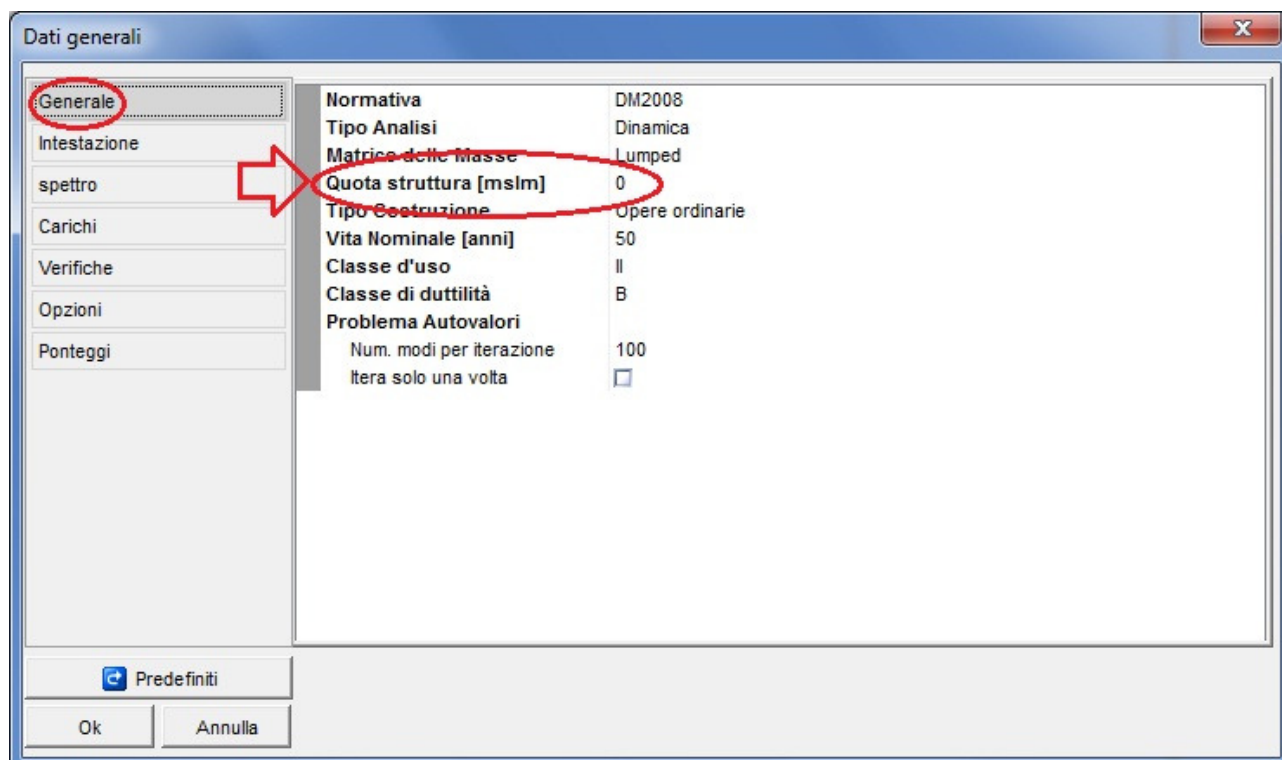 Dati generali
Generale
Intestazione
spettro
Carichi
Verifiche
Opzioni
Ponteggi
Normativa DM2008
Tipo Analisi Dinamica
Matrice delle Masse Lumped
Quota struttura [mslm] 0
Tipo Costruzione Opere ordinarie
Vita Nominale [anni] 50
Classe d'uso II
Classe di duttilità B
Problema Autovalori
Num. modi per iterazione 100
Itera solo una volta
Predefiniti
Ok Annulla